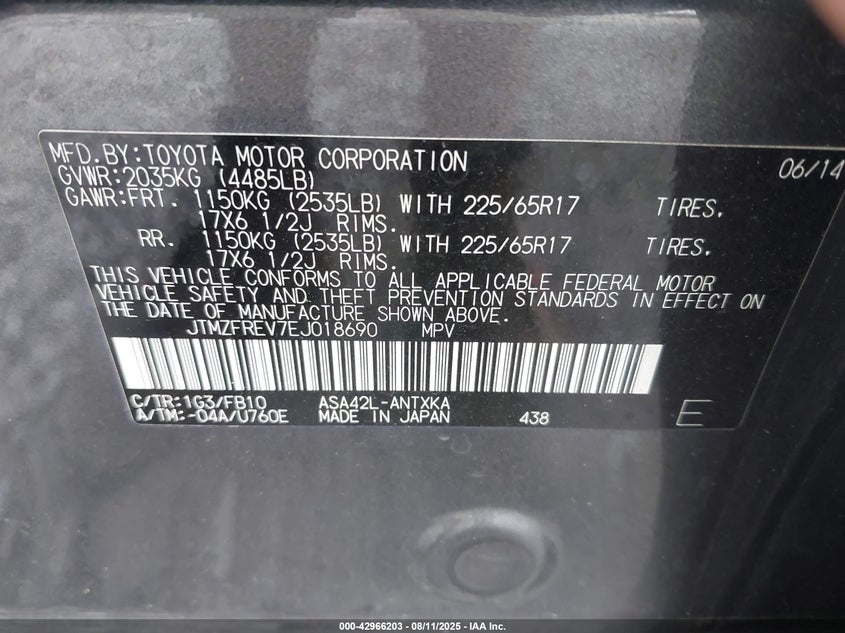 MFD.BY:TOYOTA MOTOR CORPORATION 06/14
GVWR:2035KG (4485LB)
GAWR:FRT. 1150KG (2535LB) WITH 225/65R17 TIRES.
17X6 1/2J RIMS.
RR. 1150KG (2535LB) WITH 225/65R17 TIRES.
17X6 1/2J RIMS.
THIS VEHICLE CONFORMS TO ALL APPLICABLE FEDERAL MOTOR
VEHICLE SAFETY AND THEFT PREVENTION STANDARDS IN EFFECT ON
THE DATE OF MANUFACTURE SHOWN ABOVE.
JTMZFREV7EJ018690 MPV
C/TR:1G3/FB10 ASA42L-ANTXKA
A/TM:-04A/U760E MADE IN JAPAN 438 E
000-42966203 - 08/11/2025 - IAA Inc.